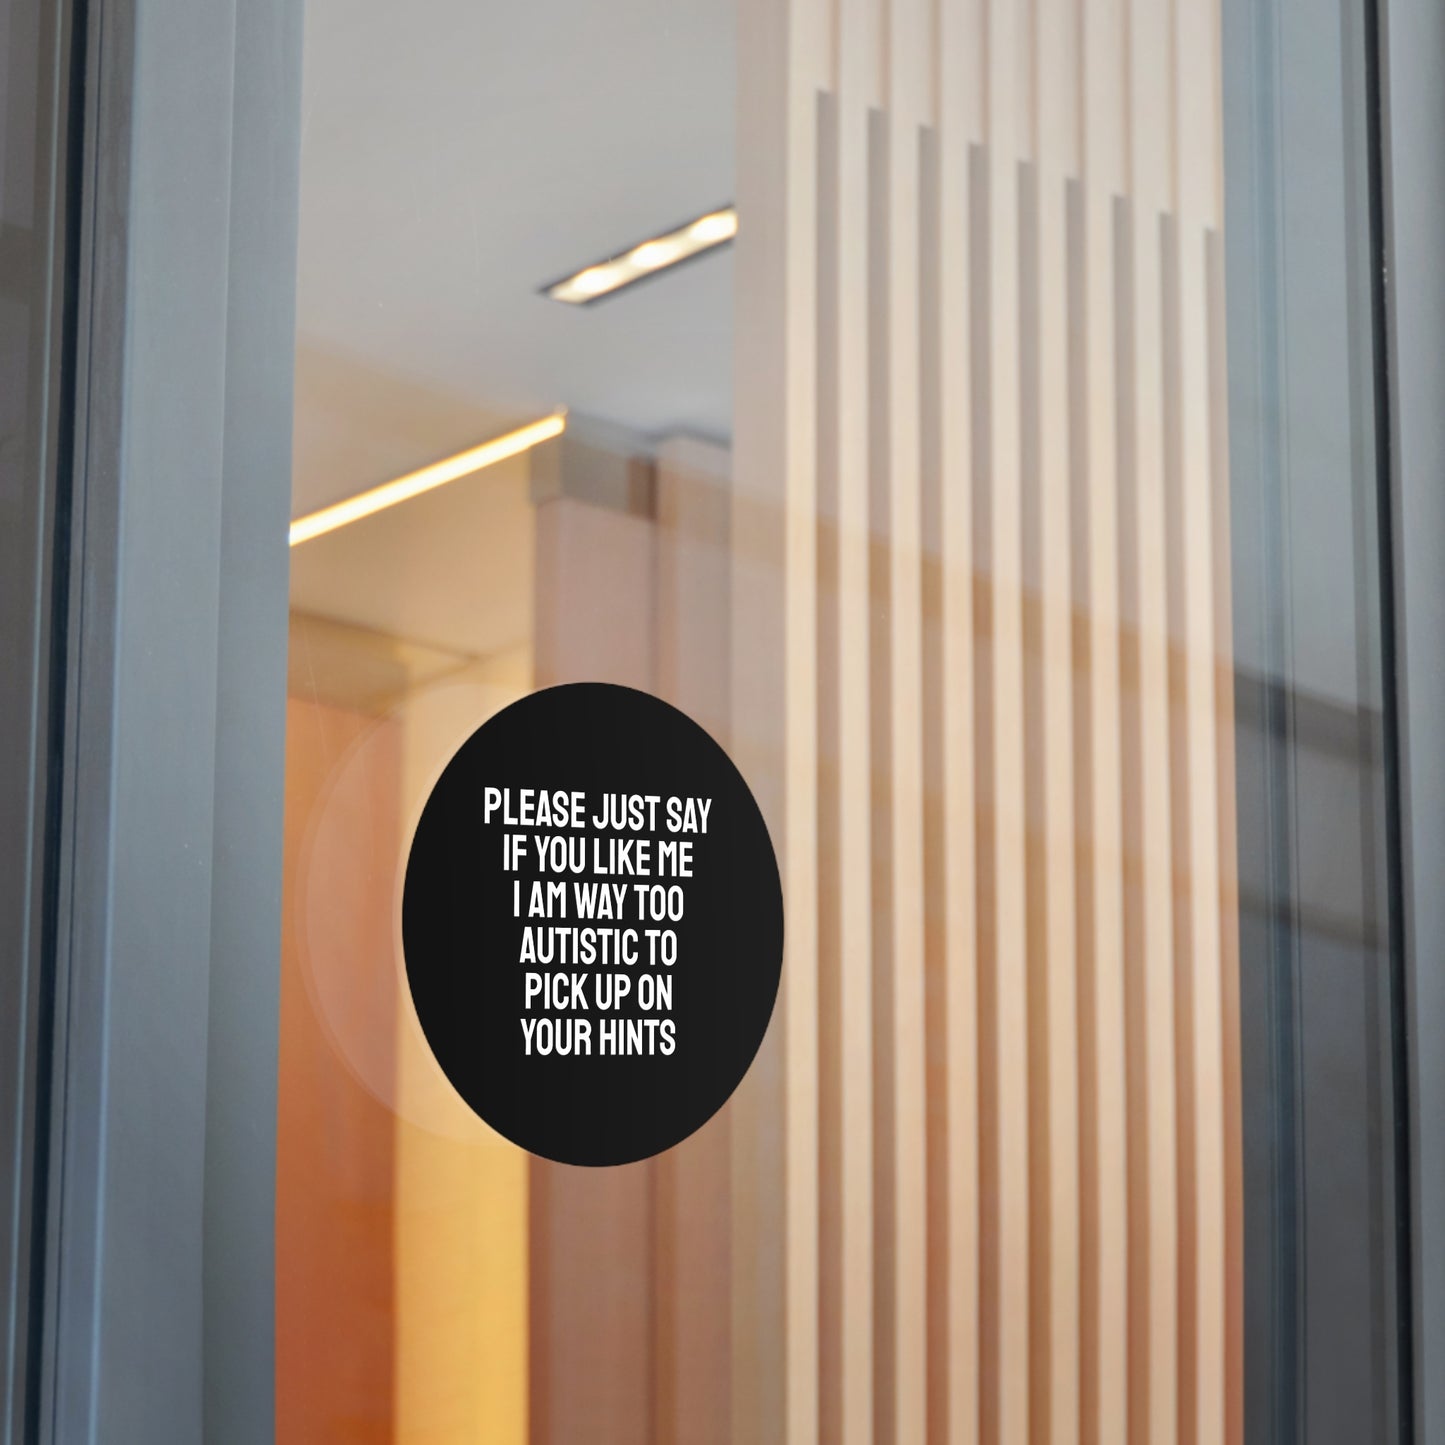 PLEASE JUST SAY
IF YOU LIKE ME
I AM WAY TOO
AUTISTIC TO
PICK UP ON
YOUR HINTS